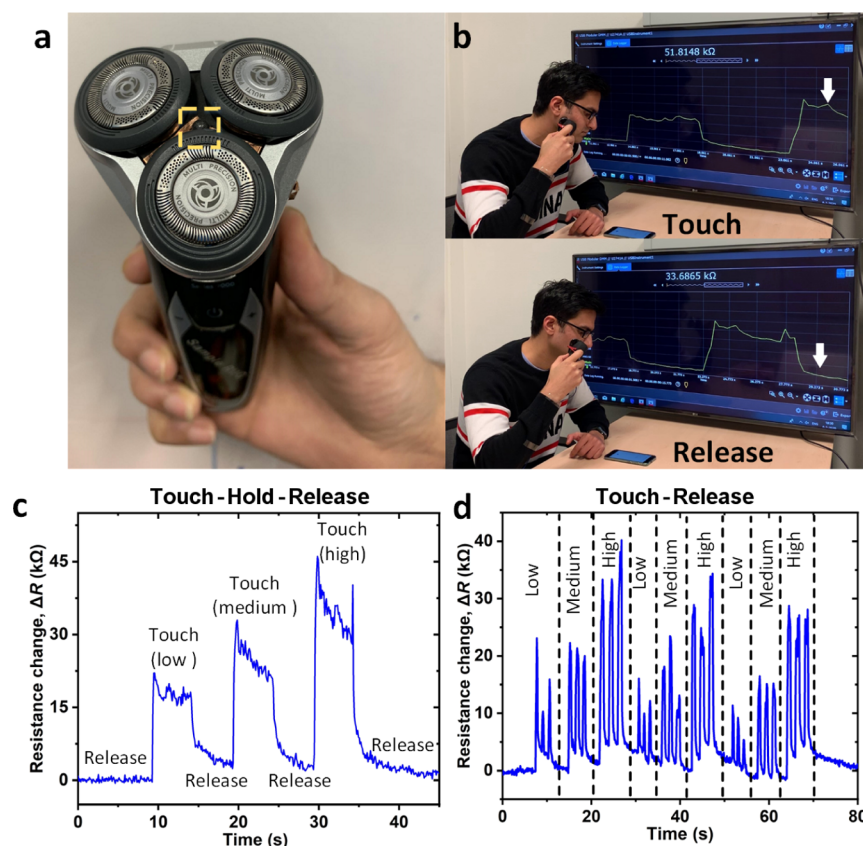 a
MULTI PRECISION
MULTI PRECISION
b
51.8148 kΩ
Touch
33.6865 kΩ
Release
c
Touch - Hold - Release
Resistance change, ΔR (kΩ)
45
30
15
0
Touch
(low )
Touch
(medium )
Touch
(high)
Release
Release
Release
Release
0
10
20
30
40
Time (s)
d
Touch - Release
Resistance change, ΔR (kΩ)
50
40
30
20
10
0
Low
Medium
High
Low
Medium
High
Low
Medium
High
0
20
40
60
80
Time (s)